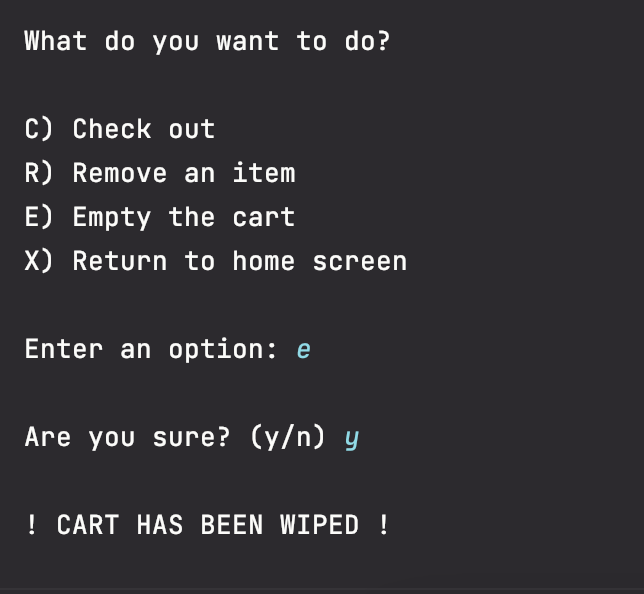 What do you want to do?
C) Check out
R) Remove an item
E) Empty the cart
X) Return to home screen
Enter an option: e
Are you sure? (y/n) y
! CART HAS BEEN WIPED !